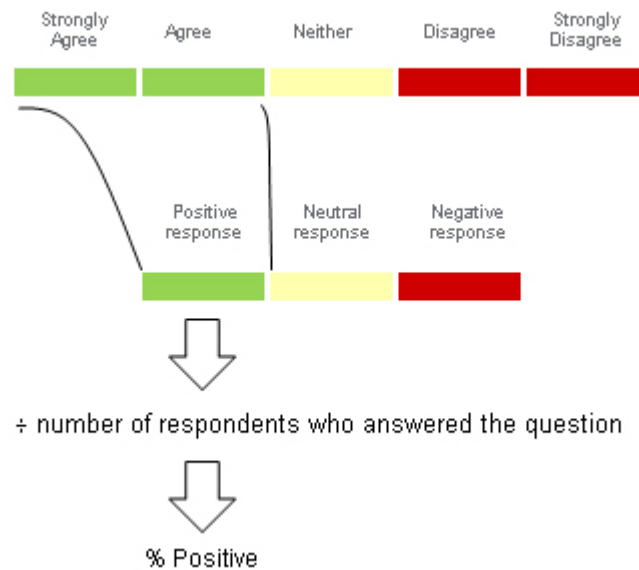 Strongly
Agree
Agree
Neither
Disagree
Strongly
Disagree
Positive
response
Neutral
response
Negative
response
÷ number of respondents who answered the question
% Positive